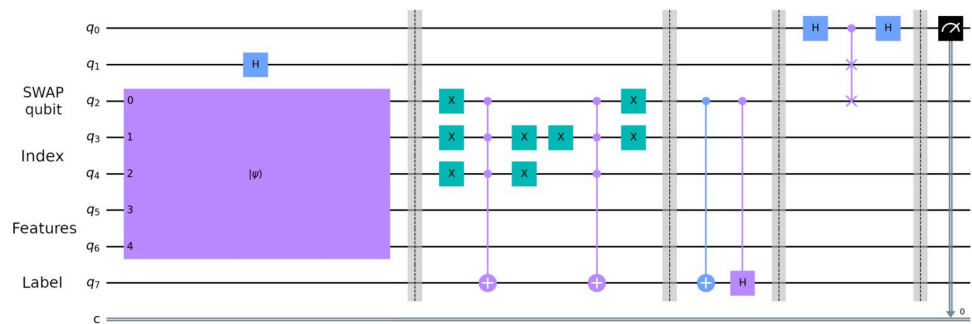 q0 H H
q1 H
SWAP qubit q2 0 X X
Index q3 1 X X X X
q4 2 |ψ⟩ X X
Features q5 3
q6 4
Label q7 H
c 0